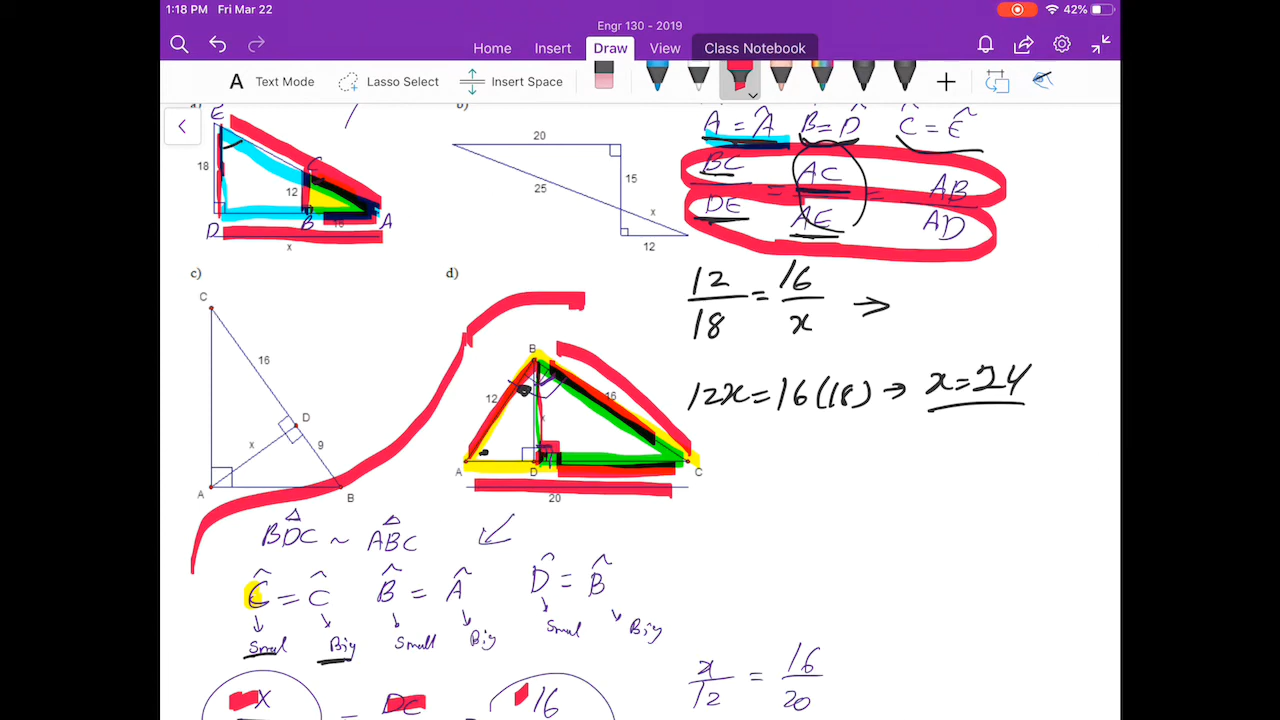 1:18 PM Fri Mar 22
42%
Engr 130 - 2019
Home Insert Draw View Class Notebook
A Text Mode Lasso Select Insert Space
E
18
C
12
D B A
x
20
25
15
x
12
A = Â B = D̂ Ĉ = Ê
BC/DE = AC/AE = AB/AD
12/18 = 16/x →
12x = 16(18) → x = 24
c)
C
16
D
x
9
A
B
d)
B
12
16
x
A D C
20
BDC ~ ABC
Ĉ = Ĉ B̂ = Â D̂ = B̂
Smal Big Small Big Smal Big
x/12 = 16/20
X = DC 16